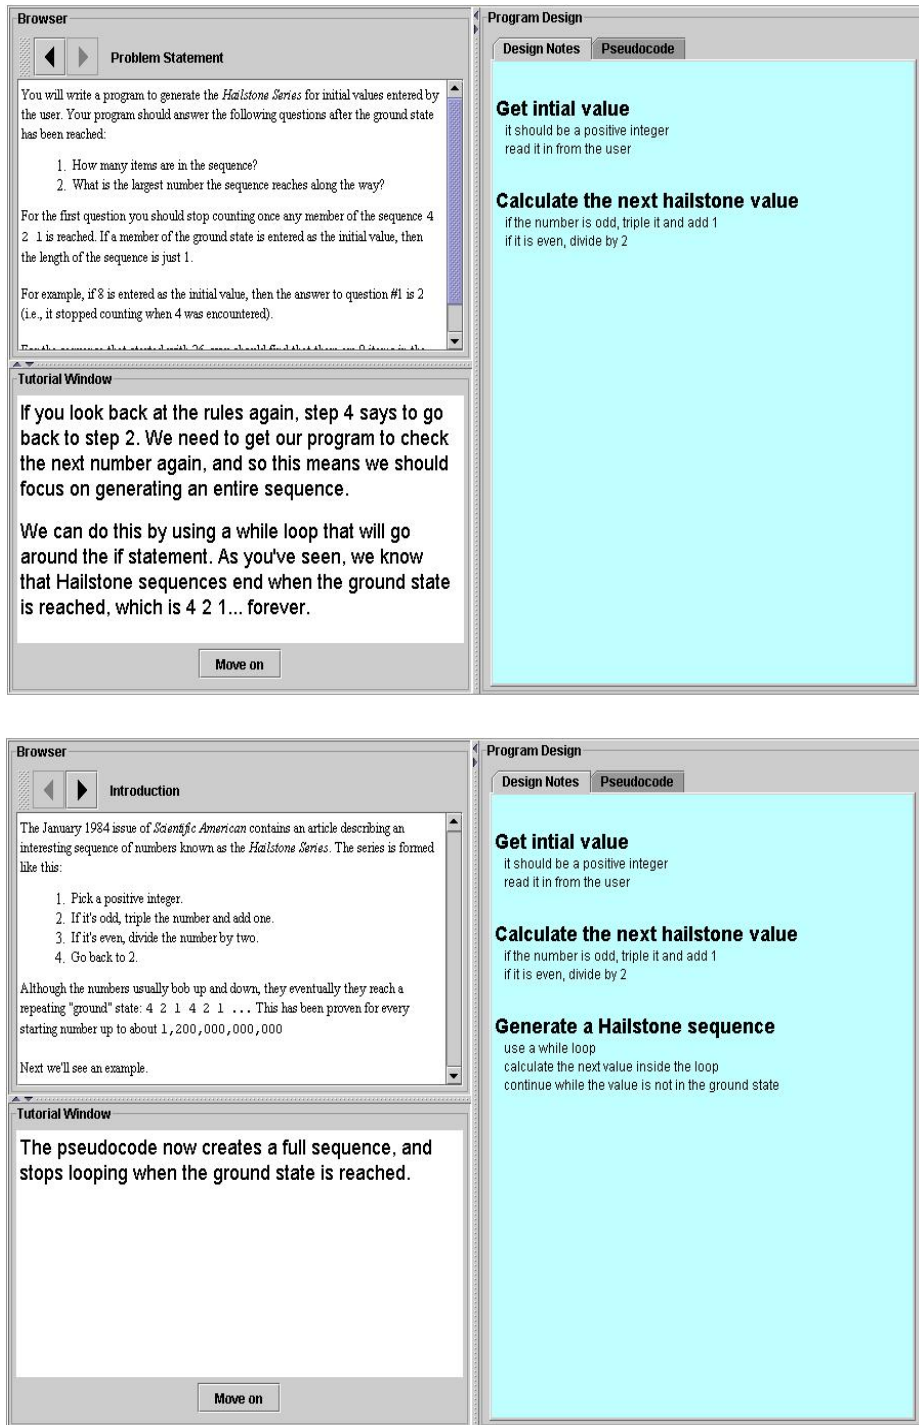 Browser
Problem Statement
You will write a program to generate the Hailstone Series for initial values entered by
the user. Your program should answer the following questions after the ground state
has been reached:
1. How many items are in the sequence?
2. What is the largest number the sequence reaches along the way?
For the first question you should stop counting once any member of the sequence 4
2 1 is reached. If a member of the ground state is entered as the initial value, then
the length of the sequence is just 1.
For example, if 8 is entered as the initial value, then the answer to question #1 is 2
(i.e., it stopped counting when 4 was encountered).
Tutorial Window
If you look back at the rules again, step 4 says to go
back to step 2. We need to get our program to check
the next number again, and so this means we should
focus on generating an entire sequence.
We can do this by using a while loop that will go
around the if statement. As you've seen, we know
that Hailstone sequences end when the ground state
is reached, which is 4 2 1... forever.
Move on
Program Design
Design Notes Pseudocode
Get intial value
it should be a positive integer
read it in from the user
Calculate the next hailstone value
if the number is odd, triple it and add 1
if it is even, divide by 2
Browser
Introduction
The January 1984 issue of Scientific American contains an article describing an
interesting sequence of numbers known as the Hailstone Series. The series is formed
like this:
1. Pick a positive integer.
2. If it's odd, triple the number and add one.
3. If it's even, divide the number by two.
4. Go back to 2.
Although the numbers usually bob up and down, they eventually they reach a
repeating "ground" state: 4 2 1 4 2 1 ... This has been proven for every
starting number up to about 1,200,000,000,000
Next we'll see an example.
Tutorial Window
The pseudocode now creates a full sequence, and
stops looping when the ground state is reached.
Move on
Program Design
Design Notes Pseudocode
Get intial value
it should be a positive integer
read it in from the user
Calculate the next hailstone value
if the number is odd, triple it and add 1
if it is even, divide by 2
Generate a Hailstone sequence
use a while loop
calculate the next value inside the loop
continue while the value is not in the ground state